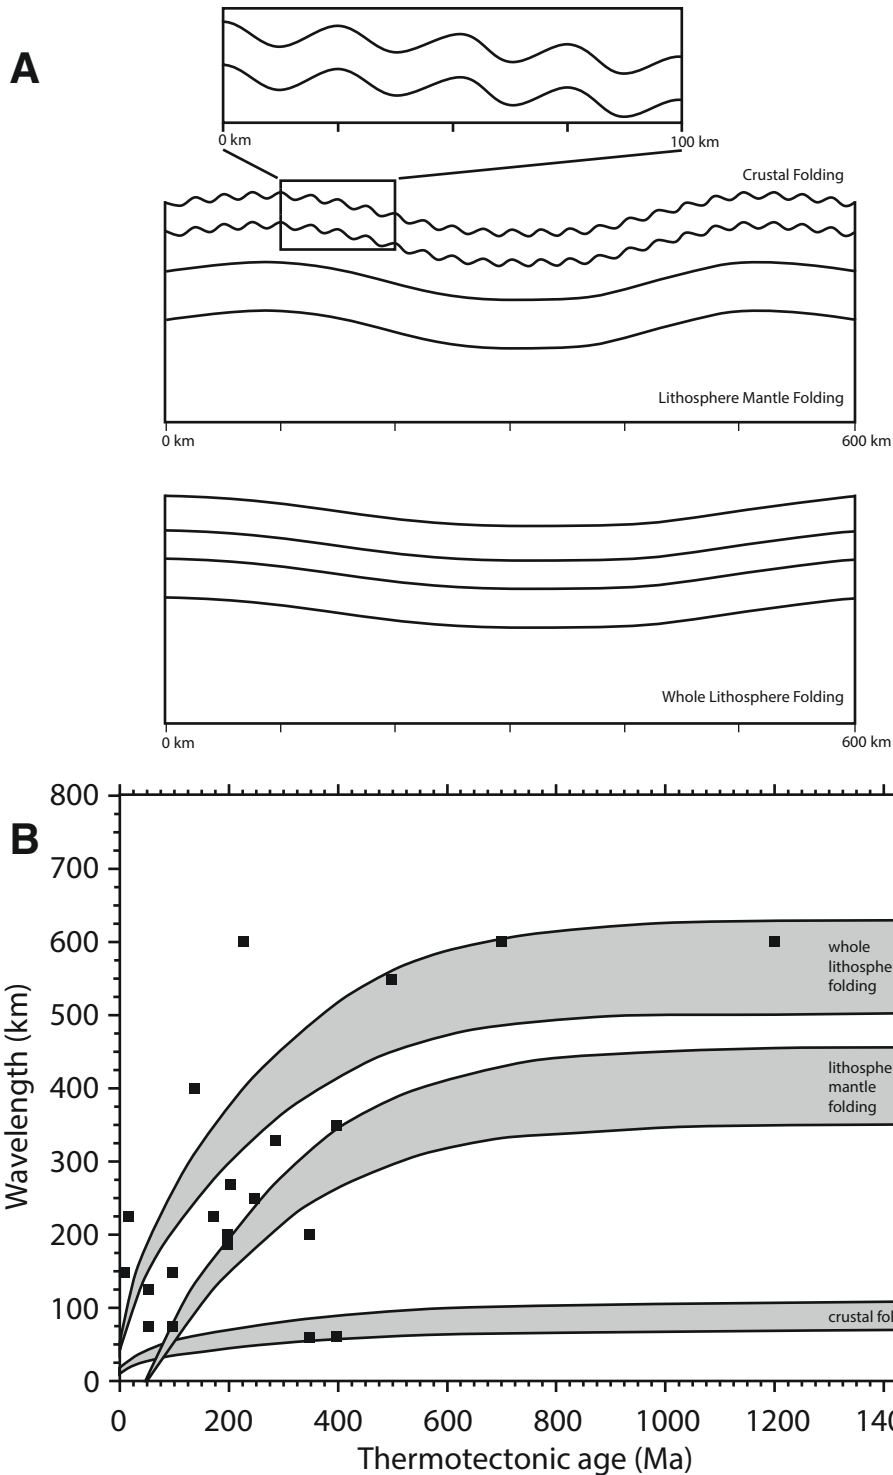 A
0 km
100 km
Crustal Folding
Lithosphere Mantle Folding
0 km
600 km
Whole Lithosphere Folding
0 km
600 km
B
800
700
600
500
400
300
200
100
0
Wavelength (km)
whole
lithosphe
folding
lithosphe
mantle
folding
crustal fol
0
200
400
600
800
1000
1200
140
Thermotectonic age (Ma)